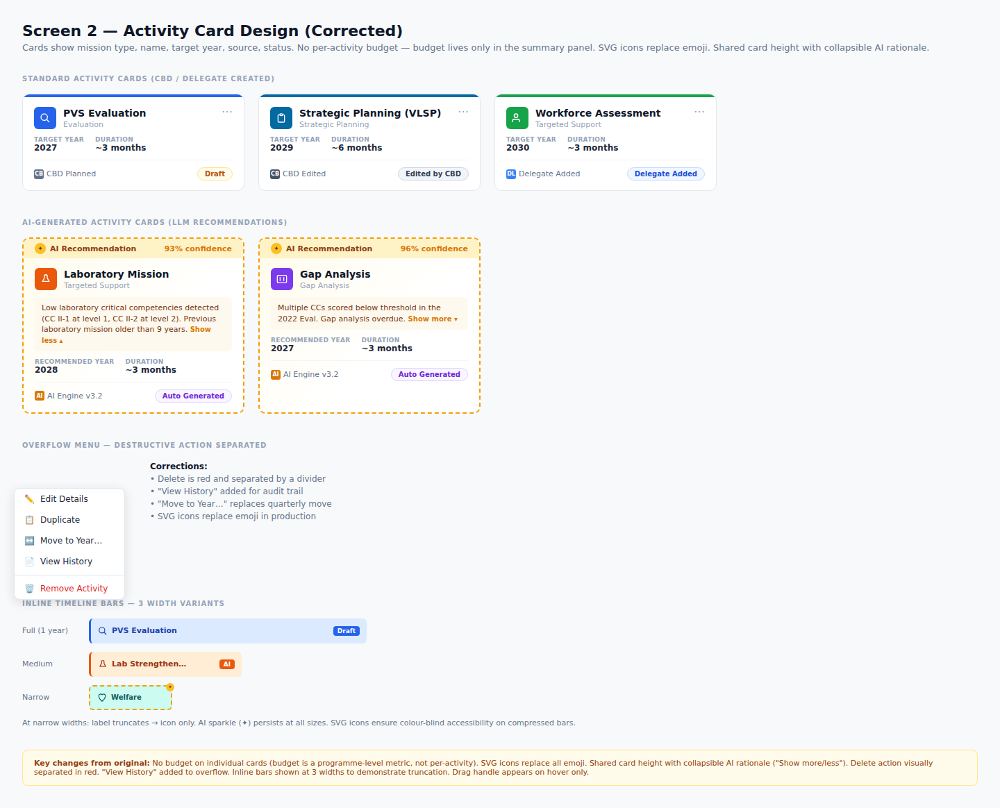 Screen 2 — Activity Card Design (Corrected)
Cards show mission type, name, target year, source, status. No per-activity budget — budget lives only in the summary panel. SVG icons replace emoji. Shared card height with collapsible AI rationale.
STANDARD ACTIVITY CARDS (CBD / DELEGATE CREATED)
PVS Evaluation
Evaluation
TARGET YEAR DURATION
2027 ~3 months
CB CBD Planned Draft
Strategic Planning (VLSP)
Strategic Planning
TARGET YEAR DURATION
2029 ~6 months
CB CBD Edited Edited by CBD
Workforce Assessment
Targeted Support
TARGET YEAR DURATION
2030 ~3 months
DL Delegate Added Delegate Added
AI-GENERATED ACTIVITY CARDS (LLM RECOMMENDATIONS)
✦ AI Recommendation 93% confidence
Laboratory Mission
Targeted Support
Low laboratory critical competencies detected
(CC II-1 at level 1, CC II-2 at level 2). Previous
laboratory mission older than 9 years. Show
less ▴
RECOMMENDED YEAR DURATION
2028 ~3 months
AI AI Engine v3.2 Auto Generated
✦ AI Recommendation 96% confidence
Gap Analysis
Gap Analysis
Multiple CCs scored below threshold in the
2022 Eval. Gap analysis overdue. Show more ▾
RECOMMENDED YEAR DURATION
2027 ~3 months
AI AI Engine v3.2 Auto Generated
OVERFLOW MENU — DESTRUCTIVE ACTION SEPARATED
Edit Details
Duplicate
Move to Year…
View History
Remove Activity
Corrections:
• Delete is red and separated by a divider
• "View History" added for audit trail
• "Move to Year…" replaces quarterly move
• SVG icons replace emoji in production
INLINE TIMELINE BARS — 3 WIDTH VARIANTS
Full (1 year) PVS Evaluation Draft
Medium Lab Strengthen… AI
Narrow Welfare ✦
At narrow widths: label truncates → icon only. AI sparkle (✦) persists at all sizes. SVG icons ensure colour-blind accessibility on compressed bars.
Key changes from original: No budget on individual cards (budget is a programme-level metric, not per-activity). SVG icons replace all emoji. Shared card height with collapsible AI rationale ("Show more/less"). Delete action visually
separated in red. "View History" added to overflow. Inline bars shown at 3 widths to demonstrate truncation. Drag handle appears on hover only.